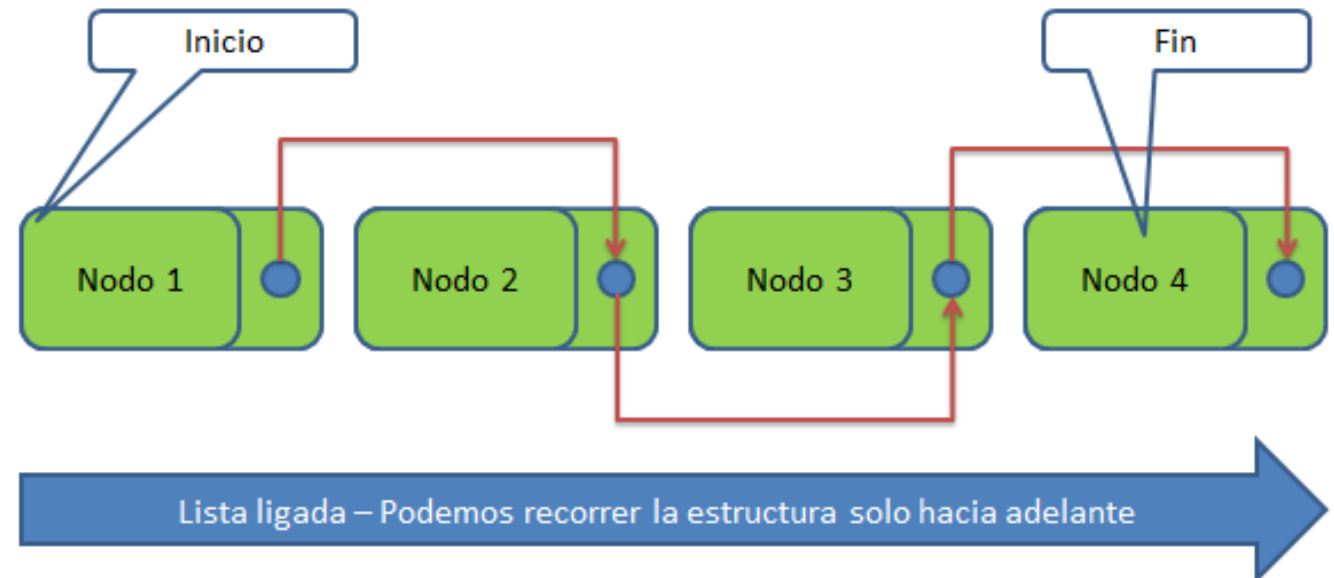 Inicio
Fin
Nodo 1
Nodo 2
Nodo 3
Nodo 4
Lista ligada – Podemos recorrer la estructura solo hacia adelante